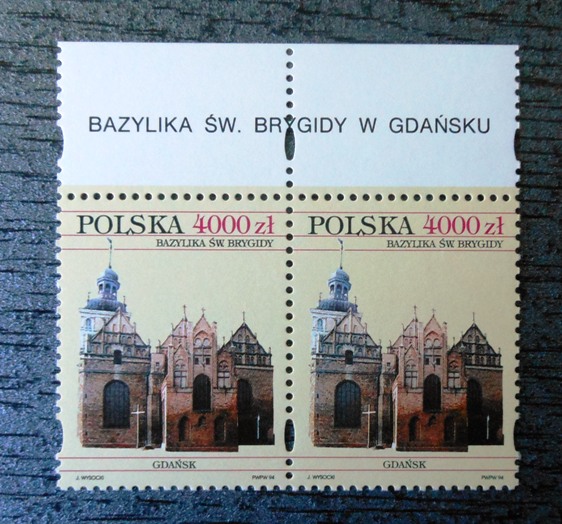 BAZYLIKA ŚW. BRYGIDY W GDAŃSKU
POLSKA 4000 zł
BAZYLIKA ŚW. BRYGIDY
GDAŃSK
J. WYSOCKI PWPW '94
POLSKA 4000 zł
BAZYLIKA ŚW. BRYGIDY
GDAŃSK
J. WYSOCKI PWPW '94